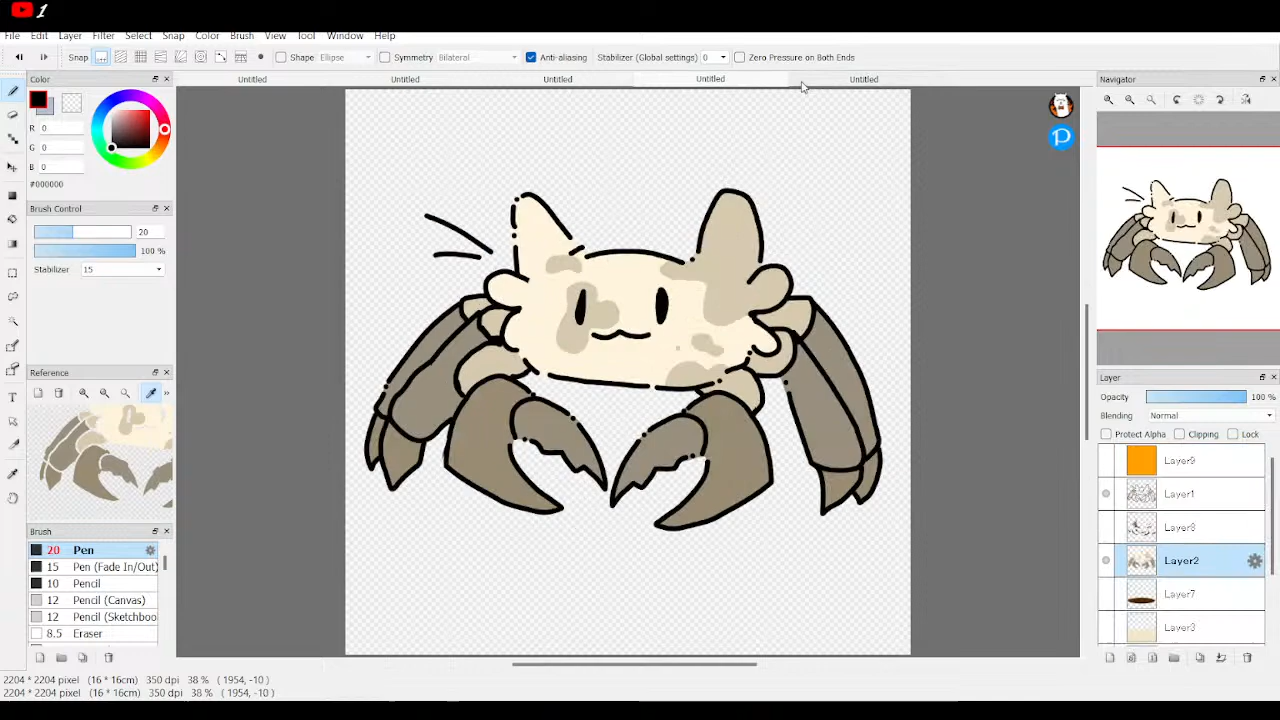 1
File Edit Layer Filter Select Snap Color Brush View Tool Window Help
Snap Shape Ellipse Symmetry Bilateral Anti-aliasing Stabilizer (Global settings) 0 Zero Pressure on Both Ends
Color
Untitled Untitled Untitled Untitled Untitled
Navigator
R 0
G 0
B 0
#000000
Brush Control
20
100 %
Stabilizer 15
Reference
Layer
Opacity 100 %
Blending Normal
Protect Alpha Clipping Lock
Layer9
Layer1
Layer8
Layer2
Layer7
Layer3
Brush
20 Pen
15 Pen (Fade In/Out)
10 Pencil
12 Pencil (Canvas)
12 Pencil (Sketchboo
8.5 Eraser
2204 * 2204 pixel (16 * 16cm) 350 dpi 38 % ( 1954, -10 )
2204 * 2204 pixel (16 * 16cm) 350 dpi 38 % ( 1954, -10 )